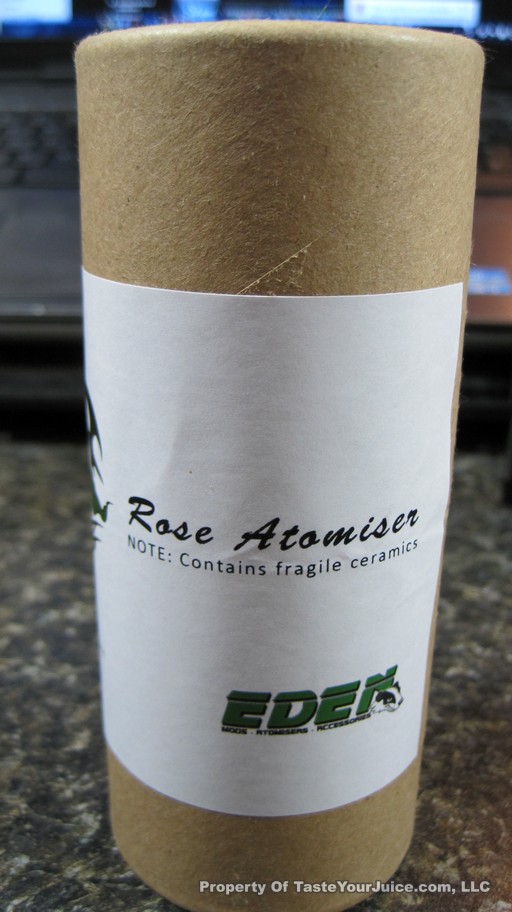 Rose Atomiser
NOTE: Contains fragile ceramics
EDEN
MODS - ATOMISERS - ACCESSORIES
Property Of TasteYourJuice.com, LLC